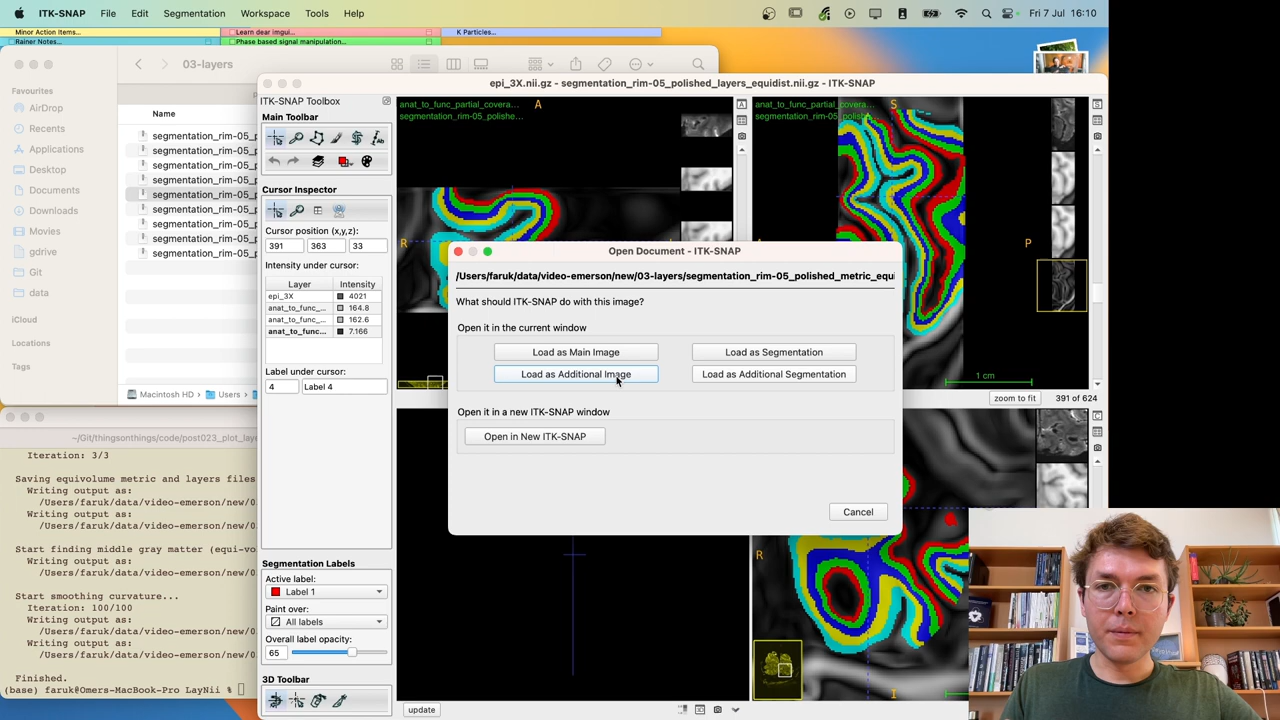 ITK-SNAP File Edit Segmentation Workspace Tools Help Fri 7 Jul 16:10
Minor Action Items... Learn dear imgui... K Particles...
Rainer Notes... Phase based signal manipulation...
03-layers
epi_3X.nii.gz - segmentation_rim-05_polished_layers_equidist.nii.gz - ITK-SNAP
Favourites
AirDrop
Recents
Applications
Desktop
Documents
Downloads
Movies
gdrive
Git
data
iCloud
Locations
Tags
Name
segmentation_rim-05_p
segmentation_rim-05_p
segmentation_rim-05_p
segmentation_rim-05_p
segmentation_rim-05_p
segmentation_rim-05_p
segmentation_rim-05_p
segmentation_rim-05_p
segmentation_rim-05_p
Macintosh HD Users
ITK-SNAP Toolbox
Main Toolbar
Cursor Inspector
Cursor position (x,y,z):
391 363 33
Intensity under cursor:
Layer Intensity
epi_3X 4021
anat_to_func_... 164.8
anat_to_func_... 162.6
anat_to_func... 7.166
Label under cursor:
4 Label 4
Segmentation Labels
Active label:
Label 1
Paint over:
All labels
Overall label opacity:
65
3D Toolbar
anat_to_func_partial_covera...
segmentation_rim-05_polishe...
A
R
anat_to_func_partial_covera...
S
P
1 cm
zoom to fit 391 of 624
R
I
update
Open Document - ITK-SNAP
/Users/faruk/data/video-emerson/new/03-layers/segmentation_rim-05_polished_metric_equi
What should ITK-SNAP do with this image?
Open it in the current window
Load as Main Image Load as Segmentation
Load as Additional Image Load as Additional Segmentation
Open it in a new ITK-SNAP window
Open in New ITK-SNAP
Cancel
~/Git/thingsonthings/code/post023_plot_laye
Iteration: 3/3
Saving equivolume metric and layers files
Writing output as:
/Users/faruk/data/video-emerson/new/0
Writing output as:
/Users/faruk/data/video-emerson/new/0
Start finding middle gray matter (equi-vo
Writing output as:
/Users/faruk/data/video-emerson/new/0
Start smoothing curvature...
Iteration: 100/100
Writing output as:
/Users/faruk/data/video-emerson/new/0
Writing output as:
/Users/faruk/data/video-emerson/new/0
Finished.
(base) faruk@Omers-MacBook-Pro LayNii %